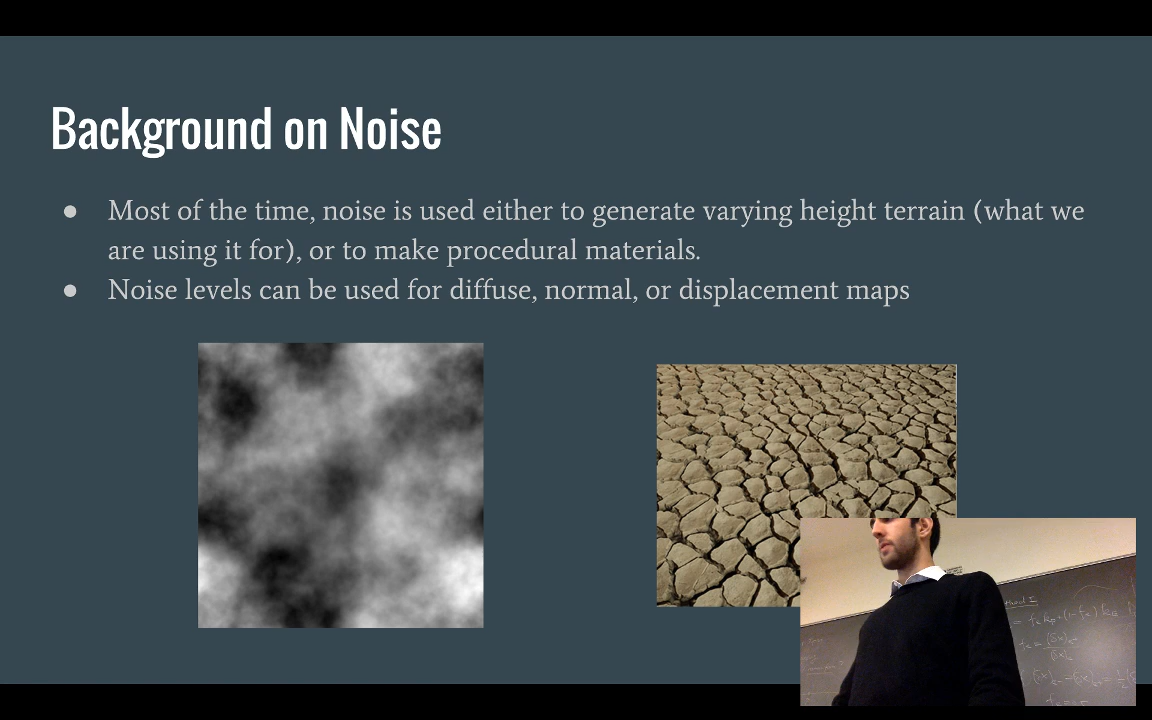 Background on Noise
● Most of the time, noise is used either to generate varying height terrain (what we
are using it for), or to make procedural materials.
● Noise levels can be used for diffuse, normal, or displacement maps